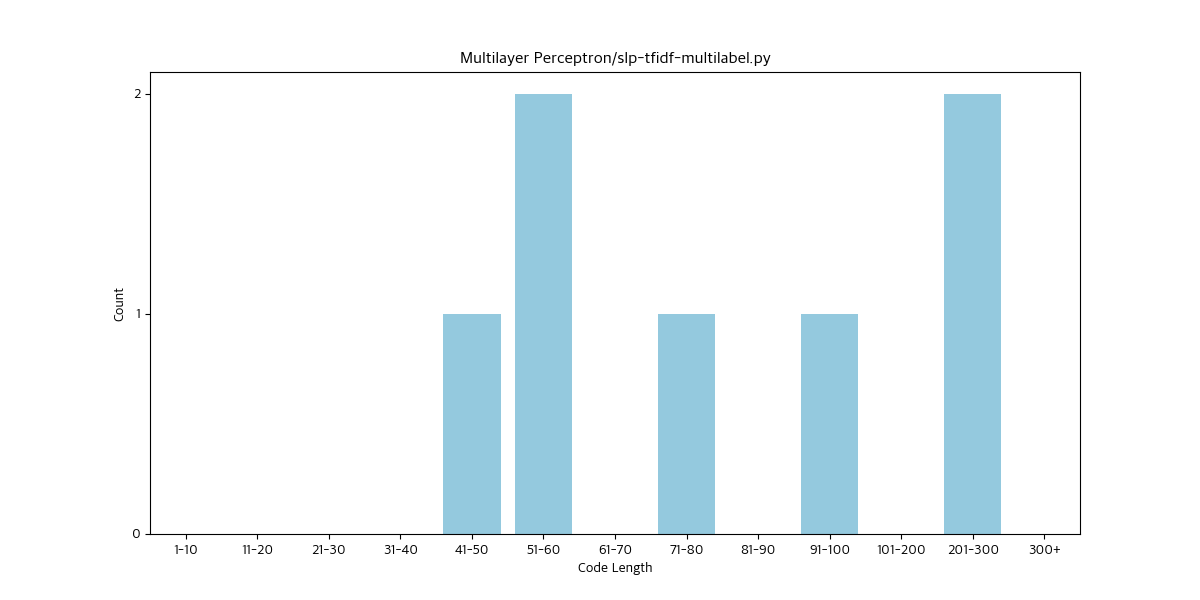 Multilayer Perceptron/slp-tfidf-multilabel.py
2
1
0
Count
1-10 11-20 21-30 31-40 41-50 51-60 61-70 71-80 81-90 91-100 101-200 201-300 300+
Code Length